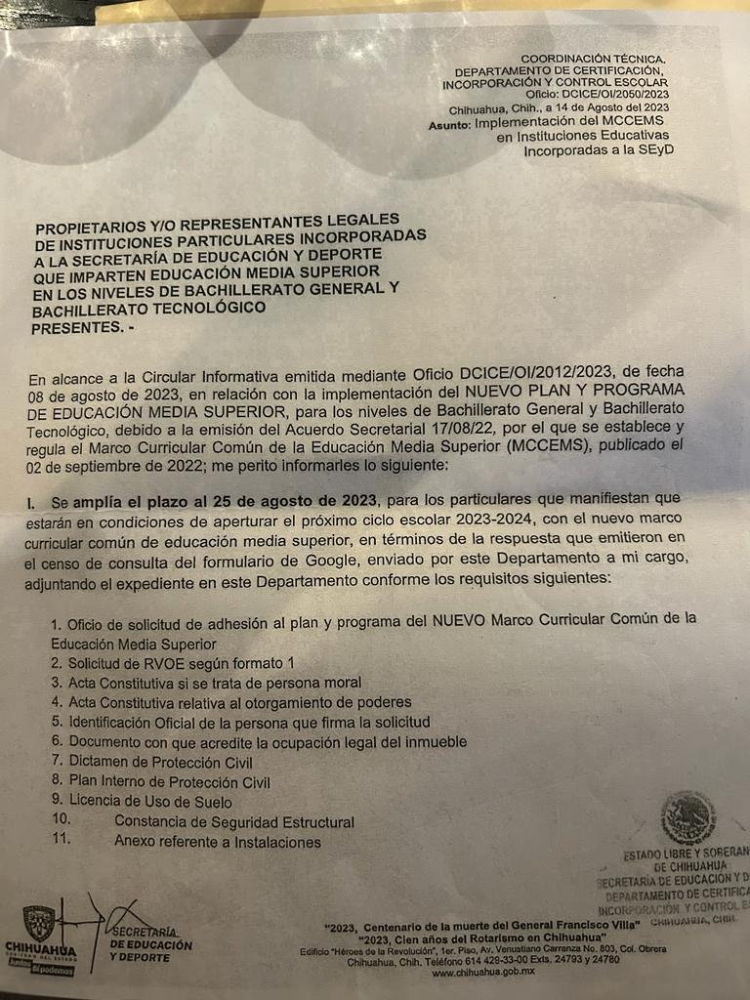 COORDINACIÓN TÉCNICA.
DEPARTAMENTO DE CERTIFICACIÓN,
INCORPORACIÓN Y CONTROL ESCOLAR
Oficio: DCICE/OI/2050/2023
Chihuahua, Chih., a 14 de Agosto del 2023
Asunto: Implementación del MCCEMS
en Instituciones Educativas
Incorporadas a la SEyD
PROPIETARIOS Y/O REPRESENTANTES LEGALES
DE INSTITUCIONES PARTICULARES INCORPORADAS
A LA SECRETARÍA DE EDUCACIÓN Y DEPORTE
QUE IMPARTEN EDUCACIÓN MEDIA SUPERIOR
EN LOS NIVELES DE BACHILLERATO GENERAL Y
BACHILLERATO TECNOLÓGICO
PRESENTES. -
En alcance a la Circular Informativa emitida mediante Oficio DCICE/OI/2012/2023, de fecha
08 de agosto de 2023, en relación con la implementación del NUEVO PLAN Y PROGRAMA
DE EDUCACIÓN MEDIA SUPERIOR, para los niveles de Bachillerato General y Bachillerato
Tecnológico, debido a la emisión del Acuerdo Secretarial 17/08/22, por el que se establece y
regula el Marco Curricular Común de la Educación Media Superior (MCCEMS), publicado el
02 de septiembre de 2022; me perito informarles lo siguiente:
I. Se amplía el plazo al 25 de agosto de 2023, para los particulares que manifiestan que
estarán en condiciones de aperturar el próximo ciclo escolar 2023-2024, con el nuevo marco
curricular común de educación media superior, en términos de la respuesta que emitieron en
el censo de consulta del formulario de Google, enviado por este Departamento a mi cargo,
adjuntando el expediente en este Departamento conforme los requisitos siguientes:
1. Oficio de solicitud de adhesión al plan y programa del NUEVO Marco Curricular Común de la
Educación Media Superior
2. Solicitud de RVOE según formato 1
3. Acta Constitutiva si se trata de persona moral
4. Acta Constitutiva relativa al otorgamiento de poderes
5. Identificación Oficial de la persona que firma la solicitud
6. Documento con que acredite la ocupación legal del inmueble
7. Dictamen de Protección Civil
8. Plan Interno de Protección Civil
9. Licencia de Uso de Suelo
10. Constancia de Seguridad Estructural
11. Anexo referente a Instalaciones
ESTADO LIBRE Y SOBERAN
DE CHIHUAHUA
SECRETARÍA DE EDUCACIÓN Y D
DEPARTAMENTO DE CERTIFICA
INCORPORACIÓN Y CONTROL E
CHIHUAHUA, CHIH.
CHIHUAHUA
GOBIERNO DEL ESTADO
Juntos Sí podemos
SECRETARÍA
DE EDUCACIÓN
Y DEPORTE
"2023, Centenario de la muerte del General Francisco Villa"
"2023, Cien años del Rotarismo en Chihuahua"
Edificio "Héroes de la Revolución", 1er. Piso, Av. Venustiano Carranza No. 803, Col. Obrera
Chihuahua, Chih. Teléfono 614 429-33-00 Exts. 24793 y 24780
www.chihuahua.gob.mx